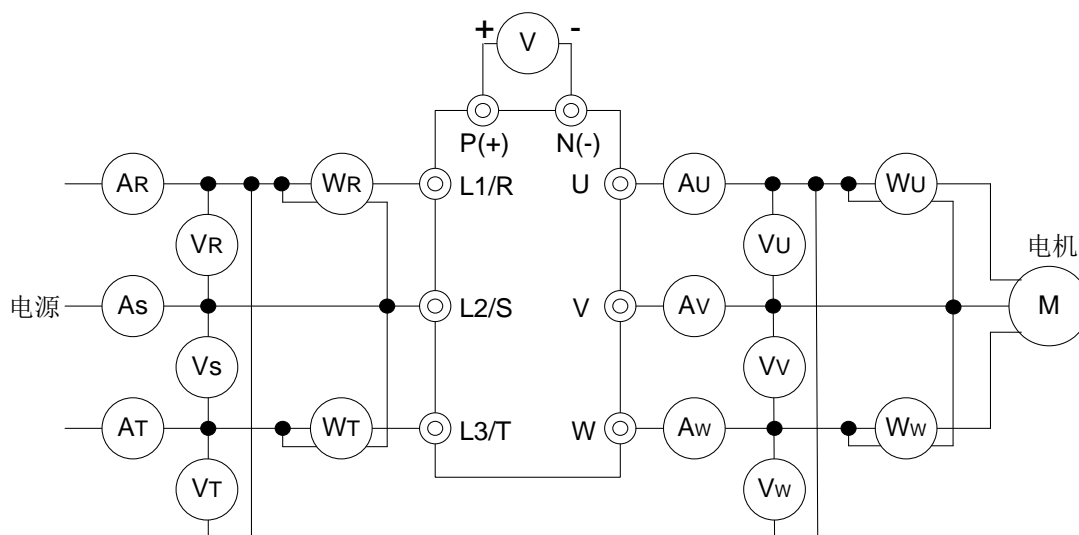 + V -
P(+) N(-)
AR WR L1/R U AU WU
VR VU 电机
电源 As L2/S V AV M
Vs VV
AT WT L3/T W AW WW
VT VW